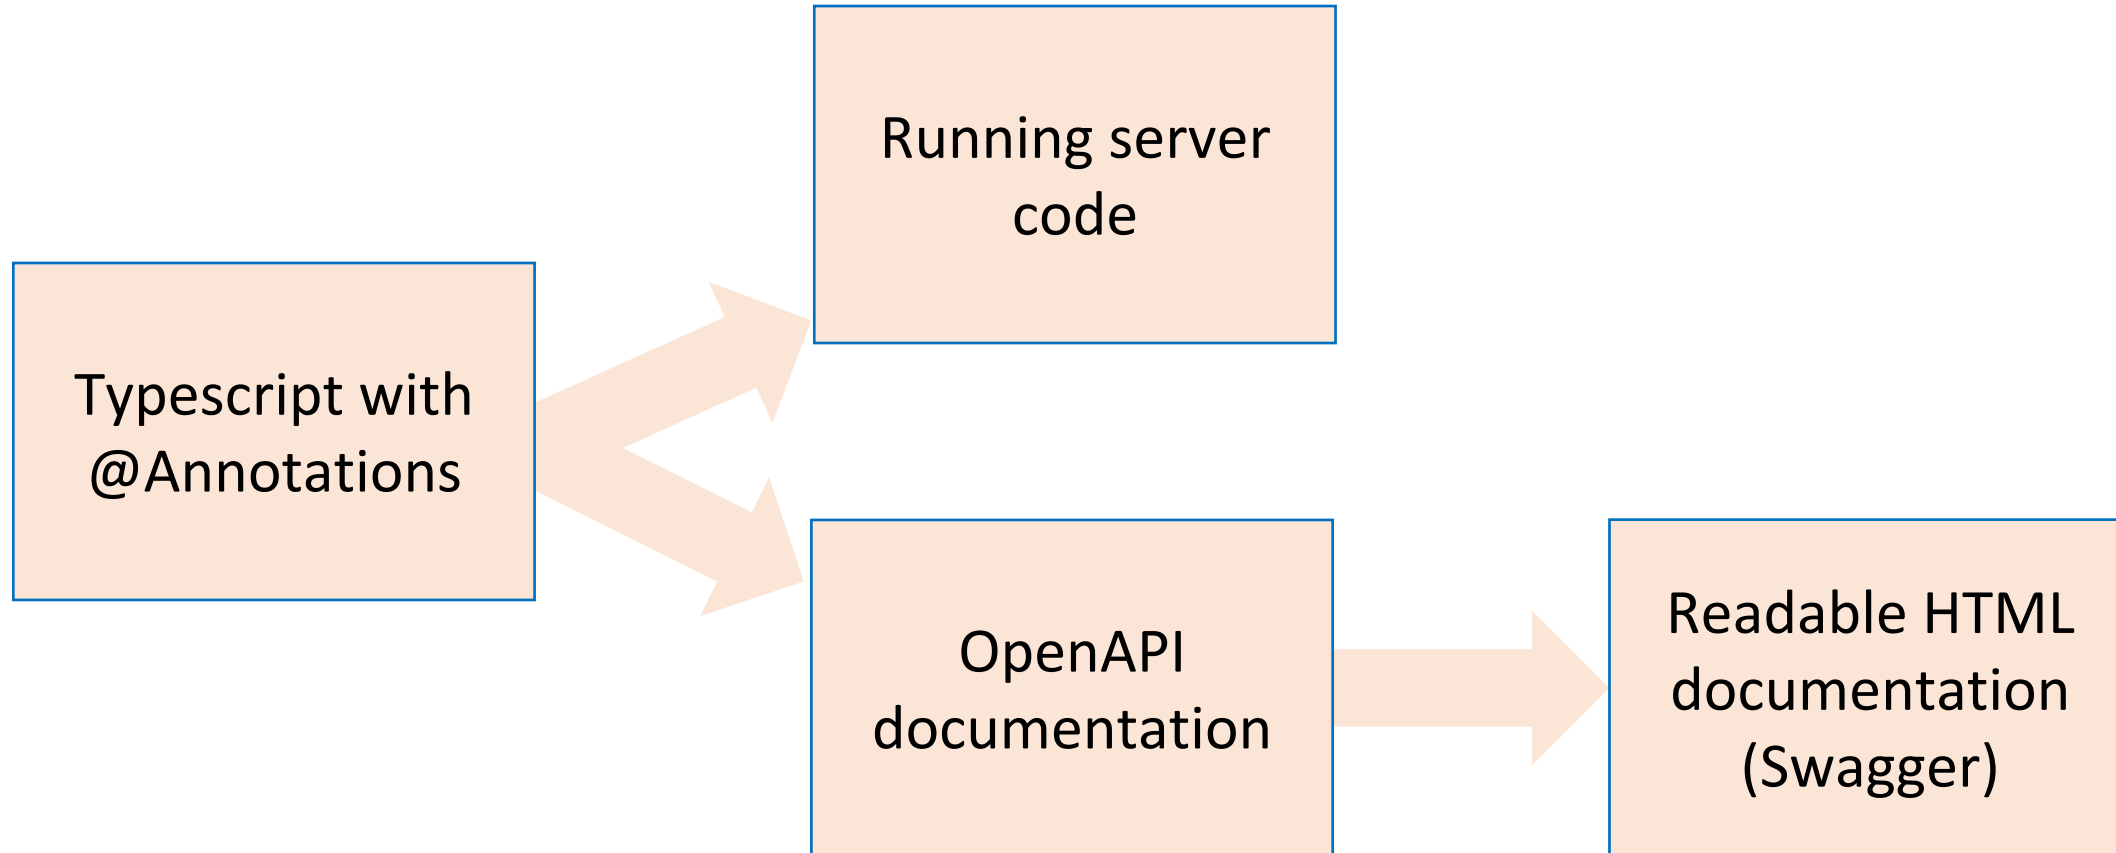 Running server
code
Typescript with
@Annotations
OpenAPI
documentation
Readable HTML
documentation
(Swagger)